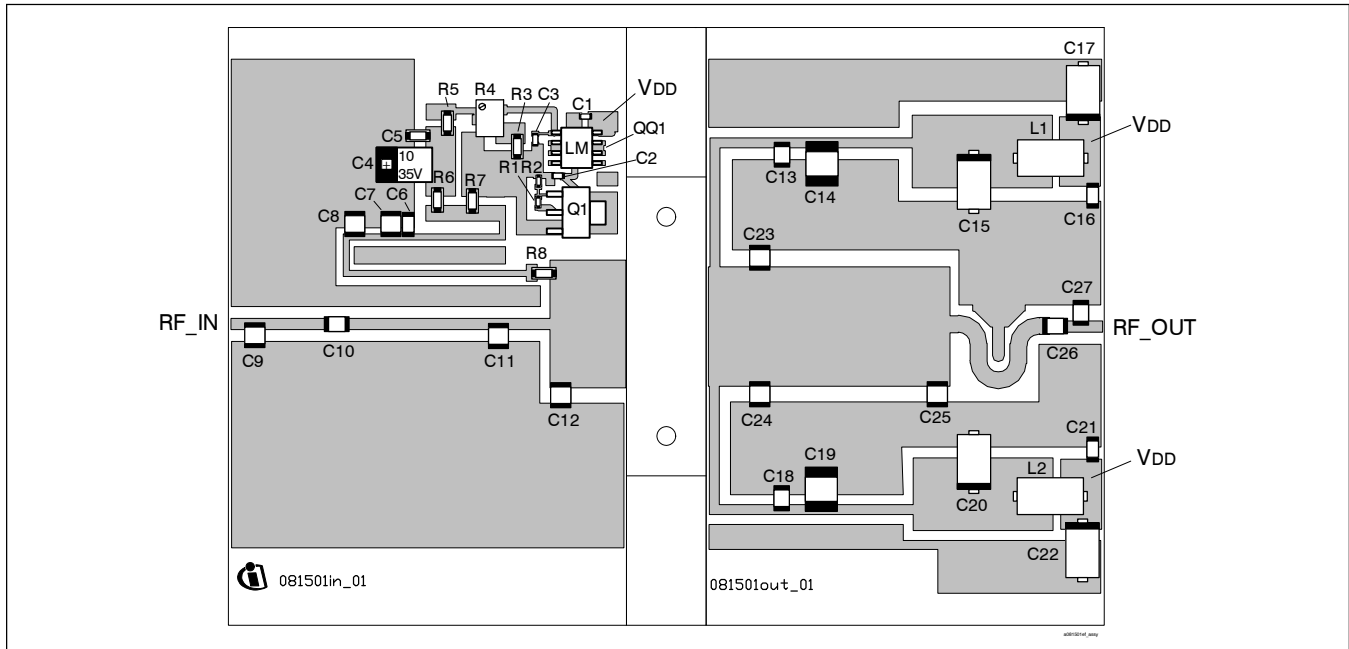 C17
R5 R4 R3 C3 C1 VDD
QQ1
L1 VDD
C5 LM
C4 10
35V
C2
C13 C14
R1 R2
C7 C6 R6 R7
C8 Q1
C15 C16
C23
R8
C27
RF_IN
RF_OUT
C26
C9 C10 C11
C12
C24 C25
C21
C19 L2 VDD
C18
C20
C22
081501in_01
081501out_01